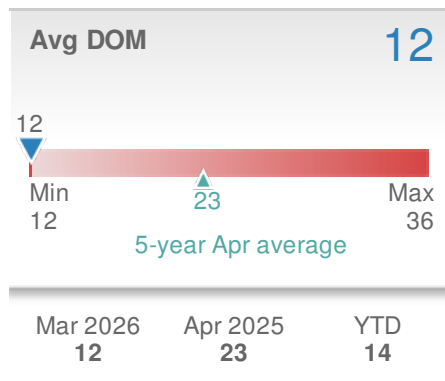 Avg DOM 12
12
Min Max
12 23 36
5-year Apr average
Mar 2026 Apr 2025 YTD
12 23 14